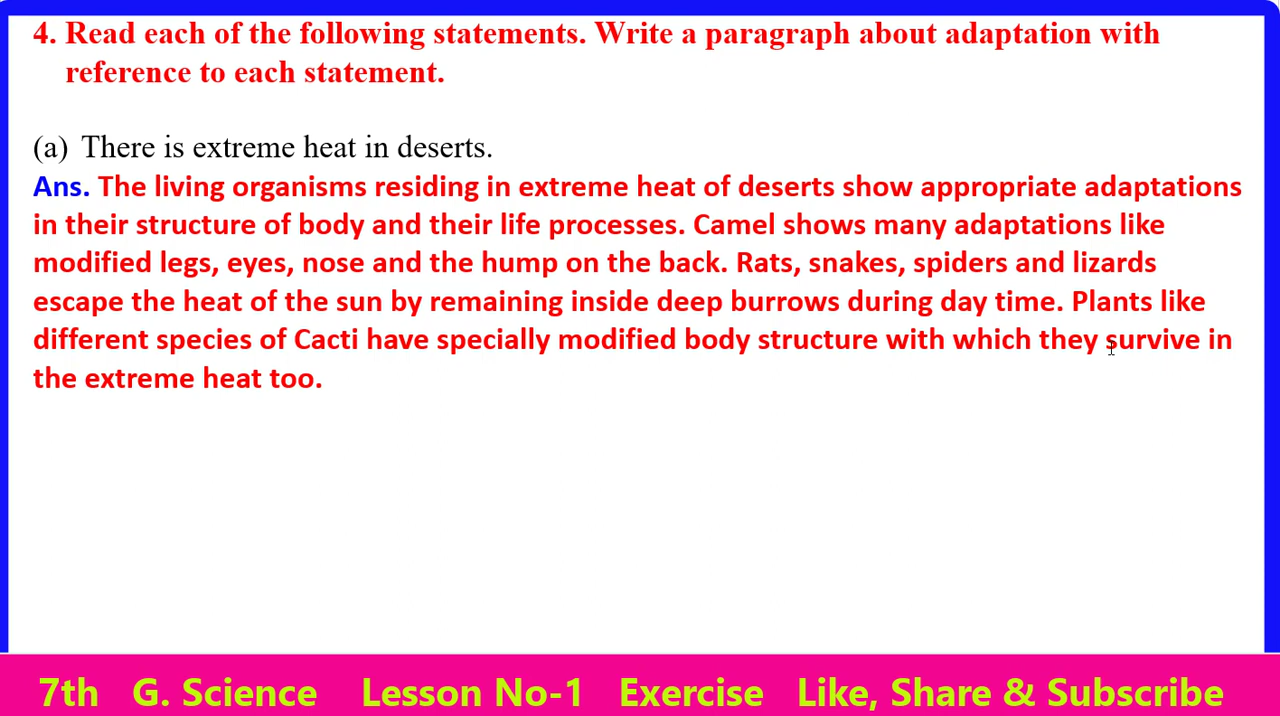 4. Read each of the following statements. Write a paragraph about adaptation with
reference to each statement.
(a) There is extreme heat in deserts.
Ans. The living organisms residing in extreme heat of deserts show appropriate adaptations
in their structure of body and their life processes. Camel shows many adaptations like
modified legs, eyes, nose and the hump on the back. Rats, snakes, spiders and lizards
escape the heat of the sun by remaining inside deep burrows during day time. Plants like
different species of Cacti have specially modified body structure with which they survive in
the extreme heat too.
7th G. Science Lesson No-1 Exercise Like, Share & Subscribe